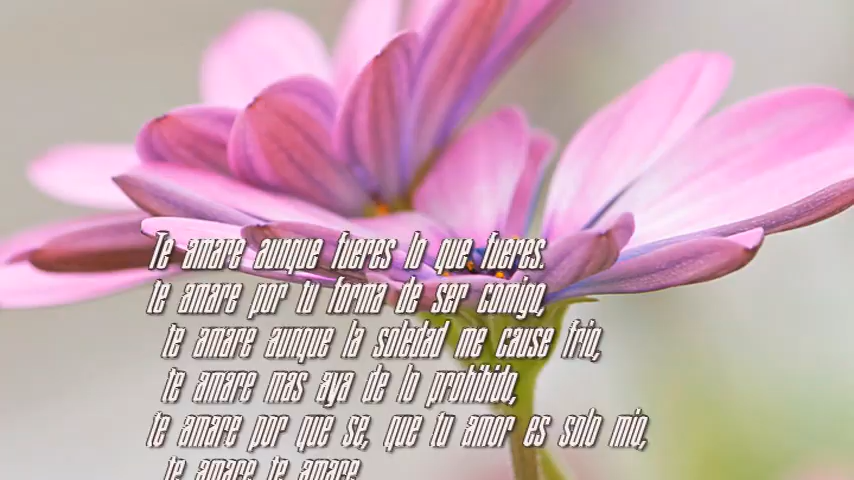 Te amare aunque fueres lo que fueres.
te amare por tu forma de ser conmigo,
te amare aunque la soledad me cause frio,
te amare mas aya de lo prohibido,
te amare por que se, que tu amor es solo mio,
te amare te amare